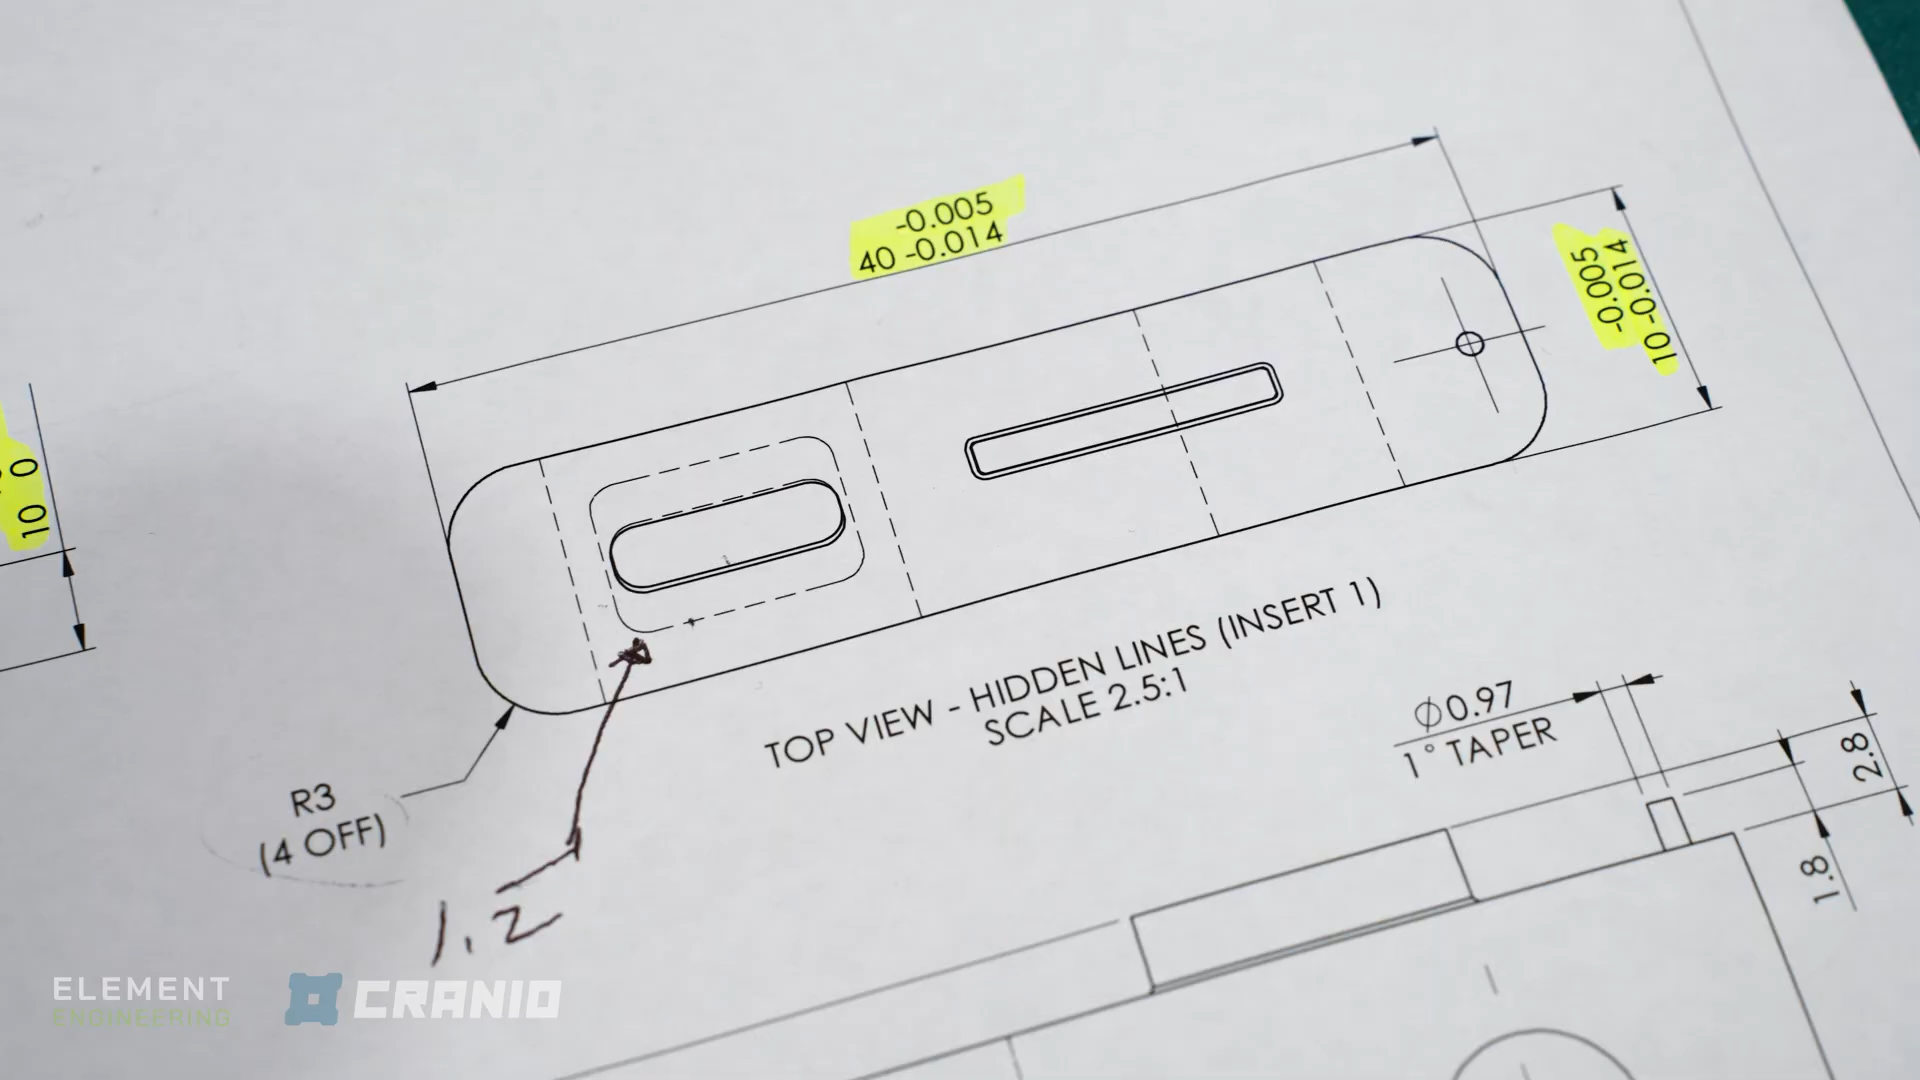 -0.005
40 -0.014
-0.005
10 -0.014
10 0
TOP VIEW - HIDDEN LINES (INSERT 1)
SCALE 2.5:1
R3
(4 OFF)
1.2
Ø0.97
1° TAPER
2.8
1.8
ELEMENT
ENGINEERING
CRANIO